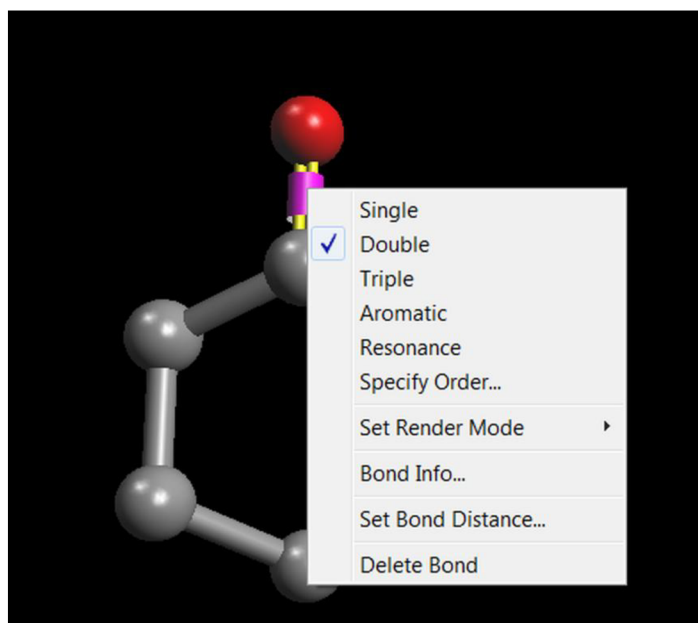 Single
Double
Triple
Aromatic
Resonance
Specify Order...
Set Render Mode
Bond Info...
Set Bond Distance...
Delete Bond